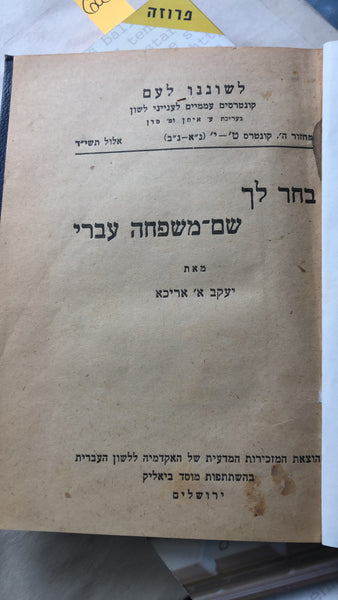 פרוזה
לשוננו לעם
קונטרסים עממיים לענייני לשון
בעריכת ע׳ איתן ומ׳ מדן
מחזור ה׳. קונטרס ט׳–י׳ (נ״א–נ״ב) אלול תשי״ד
בחר לך
שם־משפחה עברי
מאת
יעקב א׳ אריכא
הוצאת המזכירות המדעית של האקדמיה ללשון העברית
בהשתתפות מוסד ביאליק
ירושלים